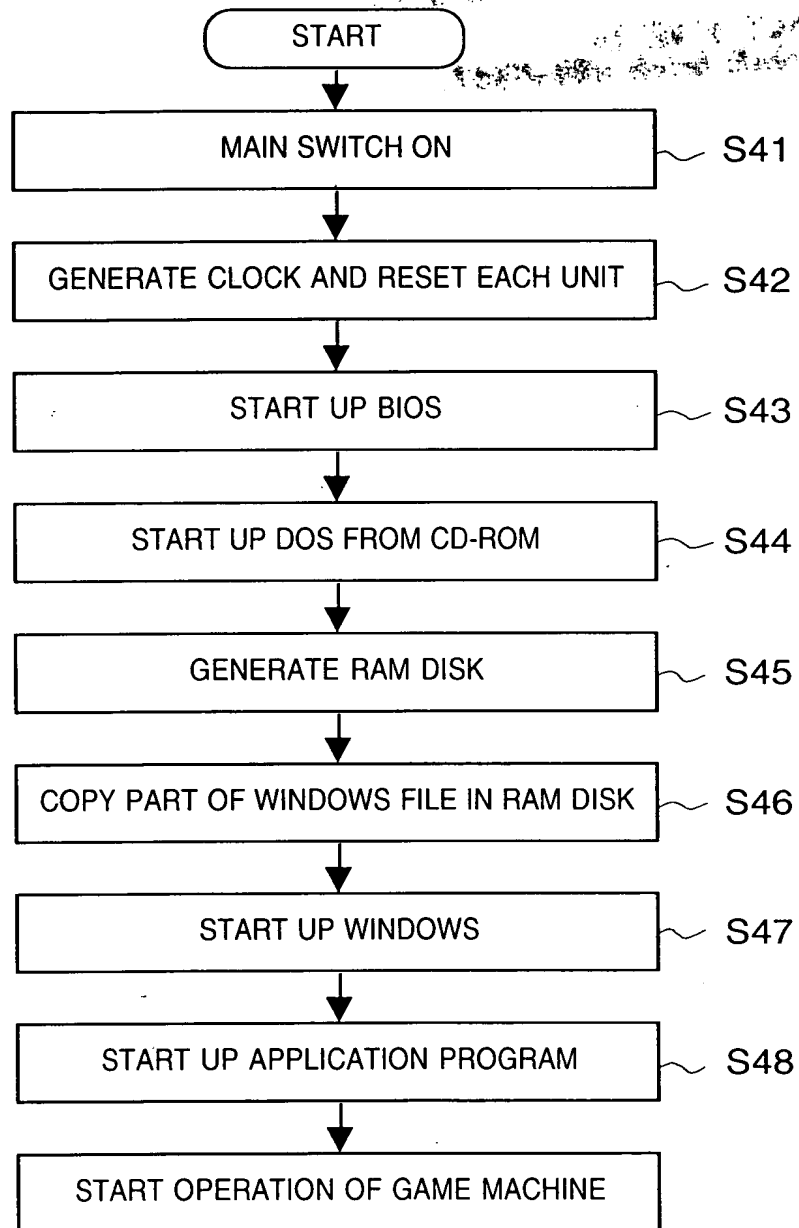 START
MAIN SWITCH ON S41
GENERATE CLOCK AND RESET EACH UNIT S42
START UP BIOS S43
START UP DOS FROM CD-ROM S44
GENERATE RAM DISK S45
COPY PART OF WINDOWS FILE IN RAM DISK S46
START UP WINDOWS S47
START UP APPLICATION PROGRAM S48
START OPERATION OF GAME MACHINE